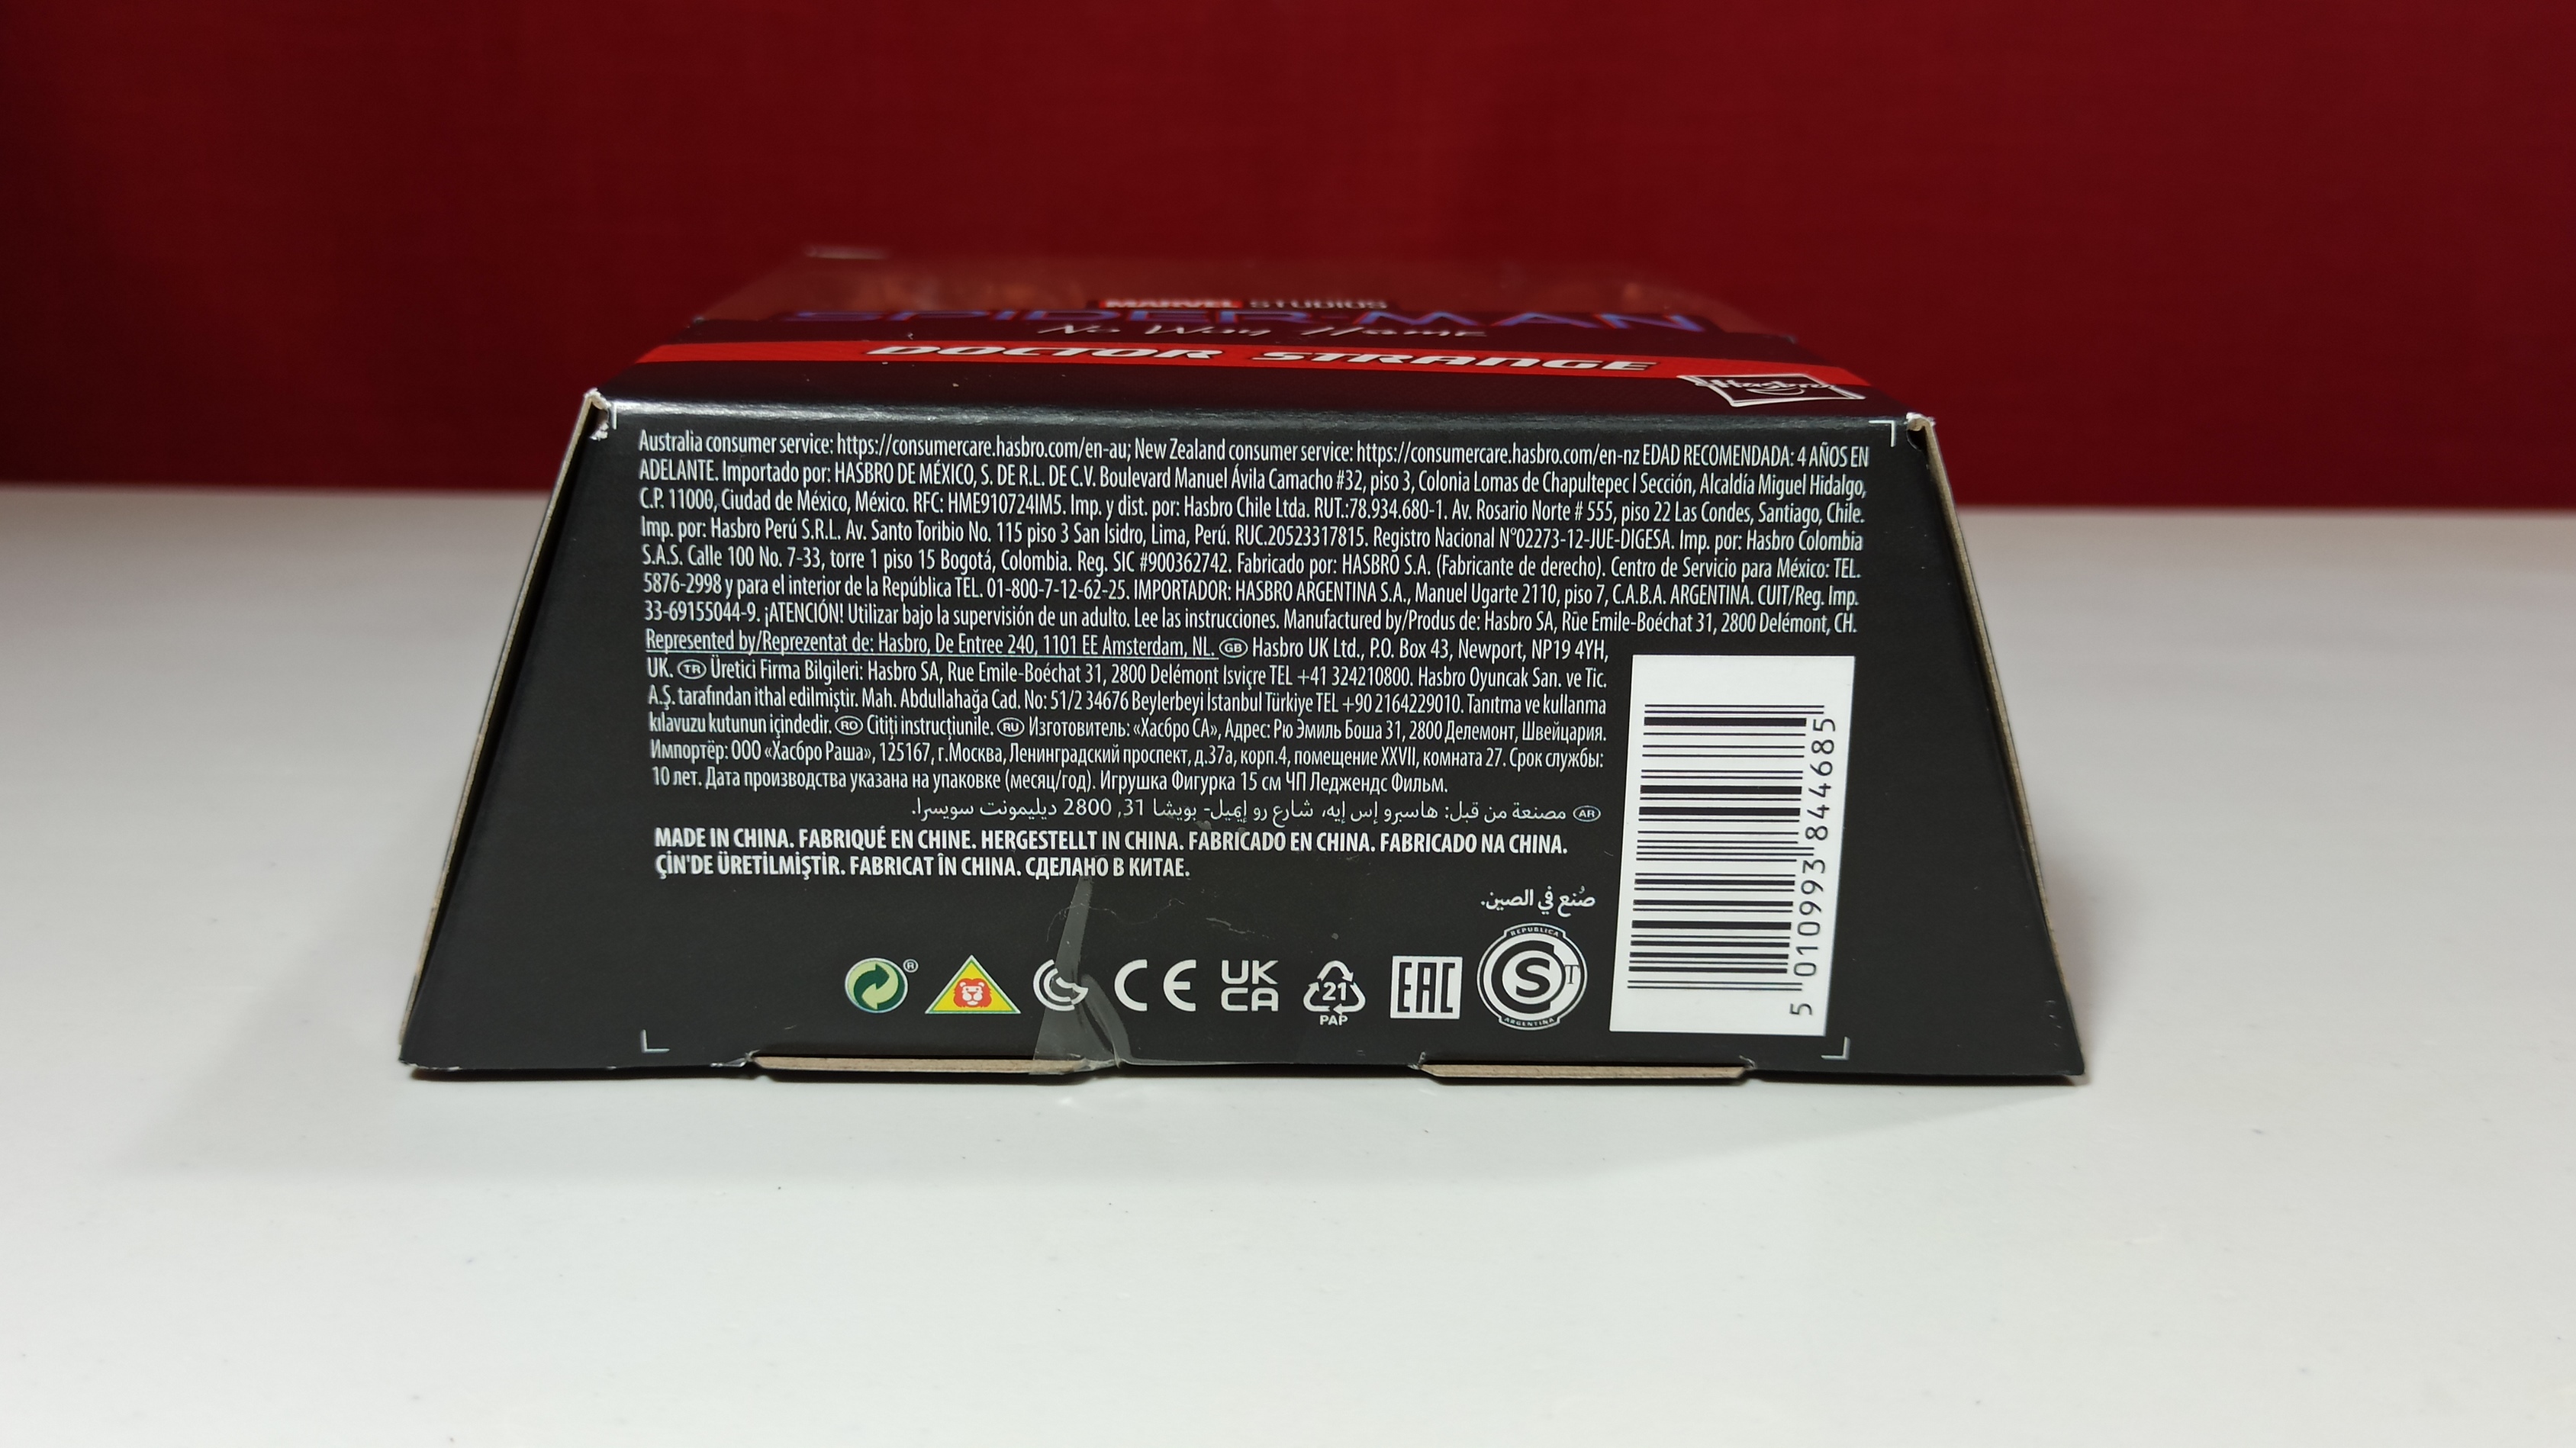 MARVEL STUDIOS
SPIDER-MAN
No Way Home
DOCTOR STRANGE
Hasbro
Australia consumer service: https://consumercare.hasbro.com/en-au; New Zealand consumer service: https://consumercare.hasbro.com/en-nz EDAD RECOMENDADA: 4 AÑOS EN
ADELANTE. Importado por: HASBRO DE MÉXICO, S. DE R.L. DE C.V. Boulevard Manuel Ávila Camacho #32, piso 3, Colonia Lomas de Chapultepec I Sección, Alcaldía Miguel Hidalgo,
C.P. 11000, Ciudad de México, México. RFC: HME910724IM5. Imp. y dist. por: Hasbro Chile Ltda. RUT.:78.934.680-1. Av. Rosario Norte # 555, piso 22 Las Condes, Santiago, Chile.
Imp. por: Hasbro Perú S.R.L. Av. Santo Toribio No. 115 piso 3 San Isidro, Lima, Perú. RUC.20523317815. Registro Nacional N°02273-12-JUE-DIGESA. Imp. por: Hasbro Colombia
S.A.S. Calle 100 No. 7-33, torre 1 piso 15 Bogotá, Colombia. Reg. SIC #900362742. Fabricado por: HASBRO S.A. (Fabricante de derecho). Centro de Servicio para México: TEL.
5876-2998 y para el interior de la República TEL. 01-800-7-12-62-25. IMPORTADOR: HASBRO ARGENTINA S.A., Manuel Ugarte 2110, piso 7, C.A.B.A. ARGENTINA. CUIT/Reg. Imp.
33-69155044-9. ¡ATENCIÓN! Utilizar bajo la supervisión de un adulto. Lee las instrucciones. Manufactured by/Produs de: Hasbro SA, Rue Emile-Boéchat 31, 2800 Delémont, CH.
Represented by/Reprezentat de: Hasbro, De Entree 240, 1101 EE Amsterdam, NL. GB Hasbro UK Ltd., P.O. Box 43, Newport, NP19 4YH,
UK. TR Üretici Firma Bilgileri: Hasbro SA, Rue Emile-Boéchat 31, 2800 Delémont İsviçre TEL +41 324210800. Hasbro Oyuncak San. ve Tic.
A.Ş. tarafından ithal edilmiştir. Mah. Abdullahağa Cad. No: 51/2 34676 Beylerbeyi İstanbul Türkiye TEL +90 2164229010. Tanıtma ve kullanma
kılavuzu kutunun içindedir. RO Citiți instrucțiunile. RU Изготовитель: «Хасбро СА», Адрес: Рю Эмиль Боша 31, 2800 Делемонт, Швейцария.
Импортёр: ООО «Хасбро Раша», 125167, г.Москва, Ленинградский проспект, д.37а, корп.4, помещение XXVII, комната 27. Срок службы:
10 лет. Дата производства указана на упаковке (месяц/год). Игрушка Фигурка 15 см ЧП Леджендс Фильм.
AR مصنعة من قبل: هاسبرو إس إيه، شارع رو إيميل- بويشا 31, 2800 ديليمونت سويسرا.
MADE IN CHINA. FABRIQUÉ EN CHINE. HERGESTELLT IN CHINA. FABRICADO EN CHINA. FABRICADO NA CHINA.
ÇİN'DE ÜRETİLMİŞTİR. FABRICAT ÎN CHINA. СДЕЛАНО В КИТАЕ.
صُنع في الصين.
CE
UK
CA
21
PAP
EAC
REPUBLICA
S
ARGENTINA
5 010993 844685